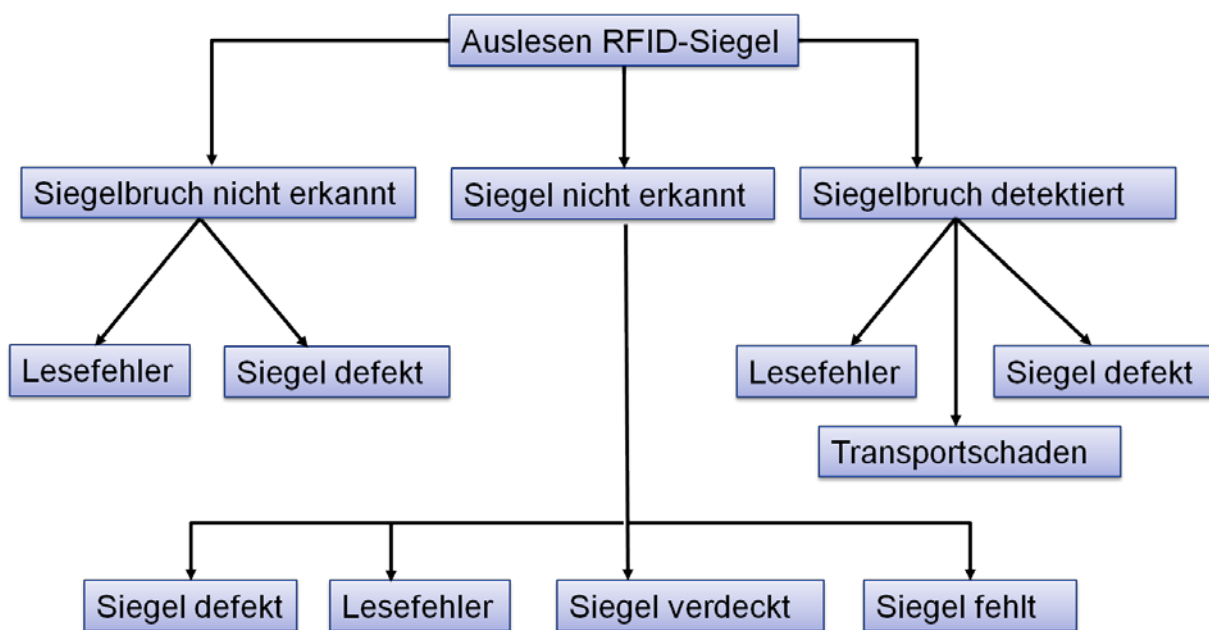 Auslesen RFID-Siegel
Siegelbruch nicht erkannt
Siegel nicht erkannt
Siegelbruch detektiert
Lesefehler
Siegel defekt
Lesefehler
Siegel defekt
Transportschaden
Siegel defekt
Lesefehler
Siegel verdeckt
Siegel fehlt